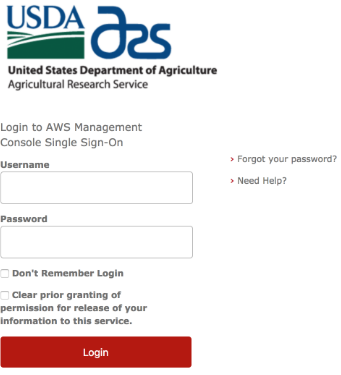 USDA ars
United States Department of Agriculture
Agricultural Research Service
Login to AWS Management
Console Single Sign-On
Username
Password
Don't Remember Login
Clear prior granting of
permission for release of your
information to this service.
Login
› Forgot your password?
› Need Help?